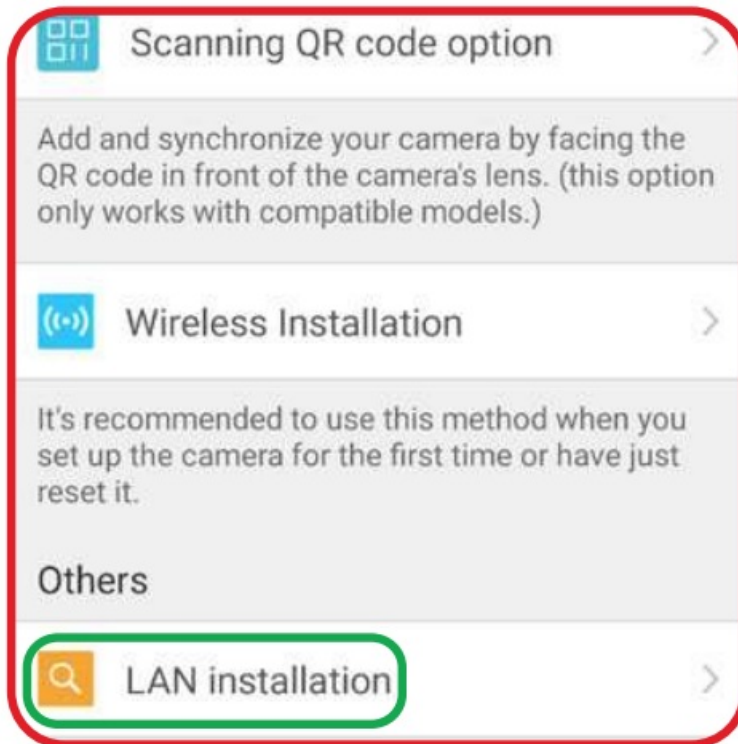 Scanning QR code option
Add and synchronize your camera by facing the
QR code in front of the camera's lens. (this option
only works with compatible models.)
Wireless Installation
It's recommended to use this method when you
set up the camera for the first time or have just
reset it.
Others
LAN installation